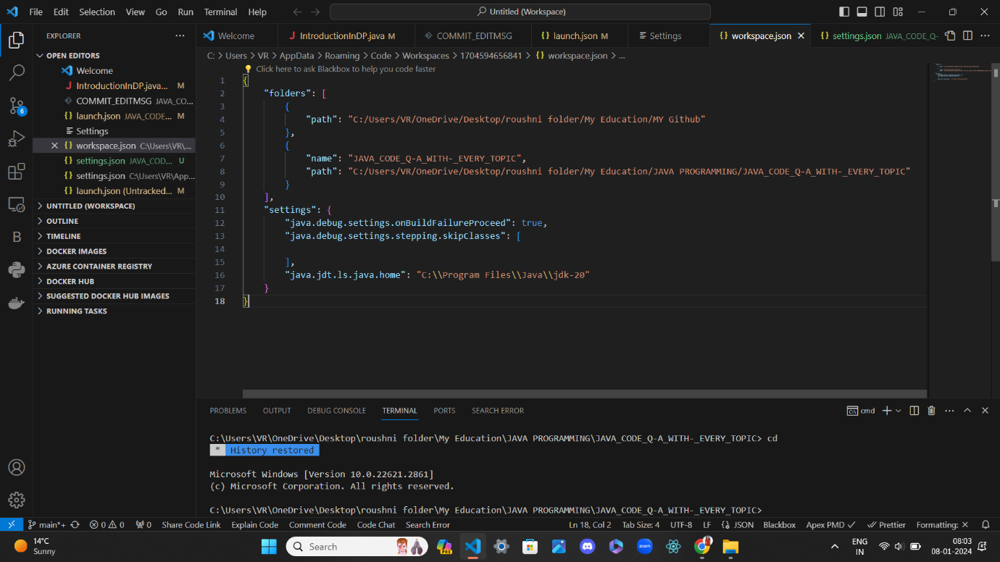 File Edit Selection View Go Run Terminal Help
Untitled (Workspace)
EXPLORER
Welcome
IntroductionInDP.java M
COMMIT_EDITMSG
launch.json M
Settings
workspace.json
settings.json JAVA_CODE_Q-
C: > Users > VR > AppData > Roaming > Code > Workspaces > 1704594656841 > {} workspace.json > ...
OPEN EDITORS
Welcome
IntroductionInDP.java... M
COMMIT_EDITMSG JAVA_CO...
launch.json JAVA_CODE... M
Settings
workspace.json C:\Users\VR\...
settings.json JAVA_COD... U
settings.json C:\Users\VR\App...
launch.json (Untracked... M
UNTITLED (WORKSPACE)
OUTLINE
TIMELINE
DOCKER IMAGES
AZURE CONTAINER REGISTRY
DOCKER HUB
SUGGESTED DOCKER HUB IMAGES
RUNNING TASKS
6
B
Click here to ask Blackbox to help you code faster
1 {
2 "folders": [
3 {
4 "path": "C:/Users/VR/OneDrive/Desktop/roushni folder/My Education/MY Github"
5 },
6 {
7 "name": "JAVA_CODE_Q-A_WITH-_EVERY_TOPIC",
8 "path": "C:/Users/VR/OneDrive/Desktop/roushni folder/My Education/JAVA PROGRAMMING/JAVA_CODE_Q-A_WITH-_EVERY_TOPIC"
9 }
10 ],
11 "settings": {
12 "java.debug.settings.onBuildFailureProceed": true,
13 "java.debug.settings.stepping.skipClasses": [
14
15 ],
16 "java.jdt.ls.java.home": "C:\\Program Files\\Java\\jdk-20"
17 }
18 }
PROBLEMS OUTPUT DEBUG CONSOLE TERMINAL PORTS SEARCH ERROR
cmd
C:\Users\VR\OneDrive\Desktop\roushni folder\My Education\JAVA PROGRAMMING\JAVA_CODE_Q-A_WITH-_EVERY_TOPIC> cd
* History restored
Microsoft Windows [Version 10.0.22621.2861]
(c) Microsoft Corporation. All rights reserved.
C:\Users\VR\OneDrive\Desktop\roushni folder\My Education\JAVA PROGRAMMING\JAVA_CODE_Q-A_WITH-_EVERY_TOPIC>
main*+ 0 0 0 Share Code Link Explain Code Comment Code Code Chat Search Error
Ln 18, Col 2 Tab Size: 4 UTF-8 LF {} JSON Blackbox Apex PMD Prettier Formatting: ×
14°C
Sunny
Search
PRE
zoom
ENG
IN
08:03
08-01-2024